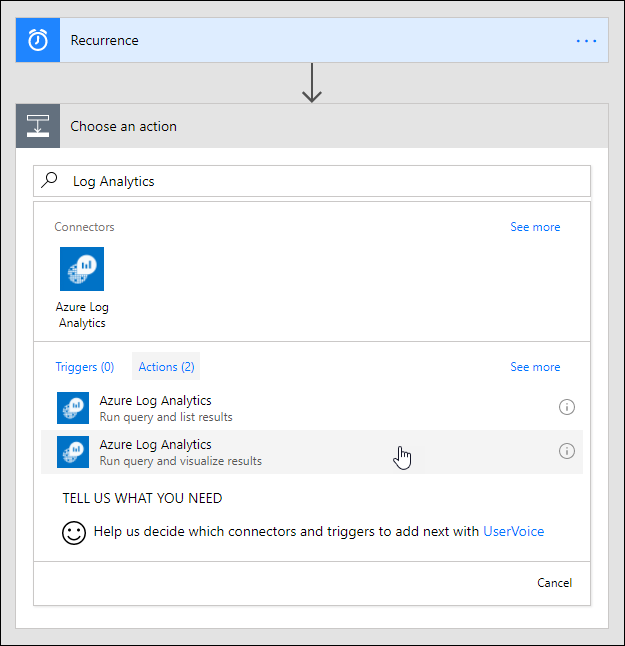 Recurrence
...
Choose an action
Log Analytics
Connectors See more
Azure Log
Analytics
Triggers (0) Actions (2) See more
Azure Log Analytics
Run query and list results
Azure Log Analytics
Run query and visualize results
TELL US WHAT YOU NEED
Help us decide which connectors and triggers to add next with UserVoice
Cancel